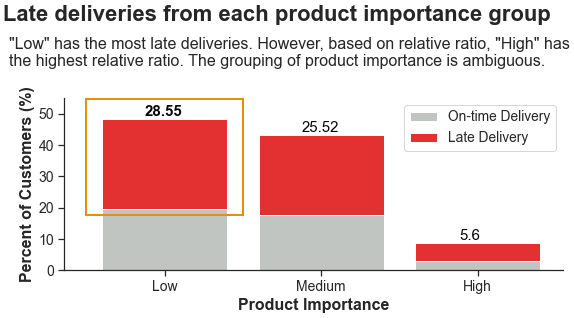 Late deliveries from each product importance group
"Low" has the most late deliveries. However, based on relative ratio, "High" has
the highest relative ratio. The grouping of product importance is ambiguous.
Percent of Customers (%)
50
40
30
20
10
0
28.55
25.52
5.6
On-time Delivery
Late Delivery
Low
Medium
High
Product Importance